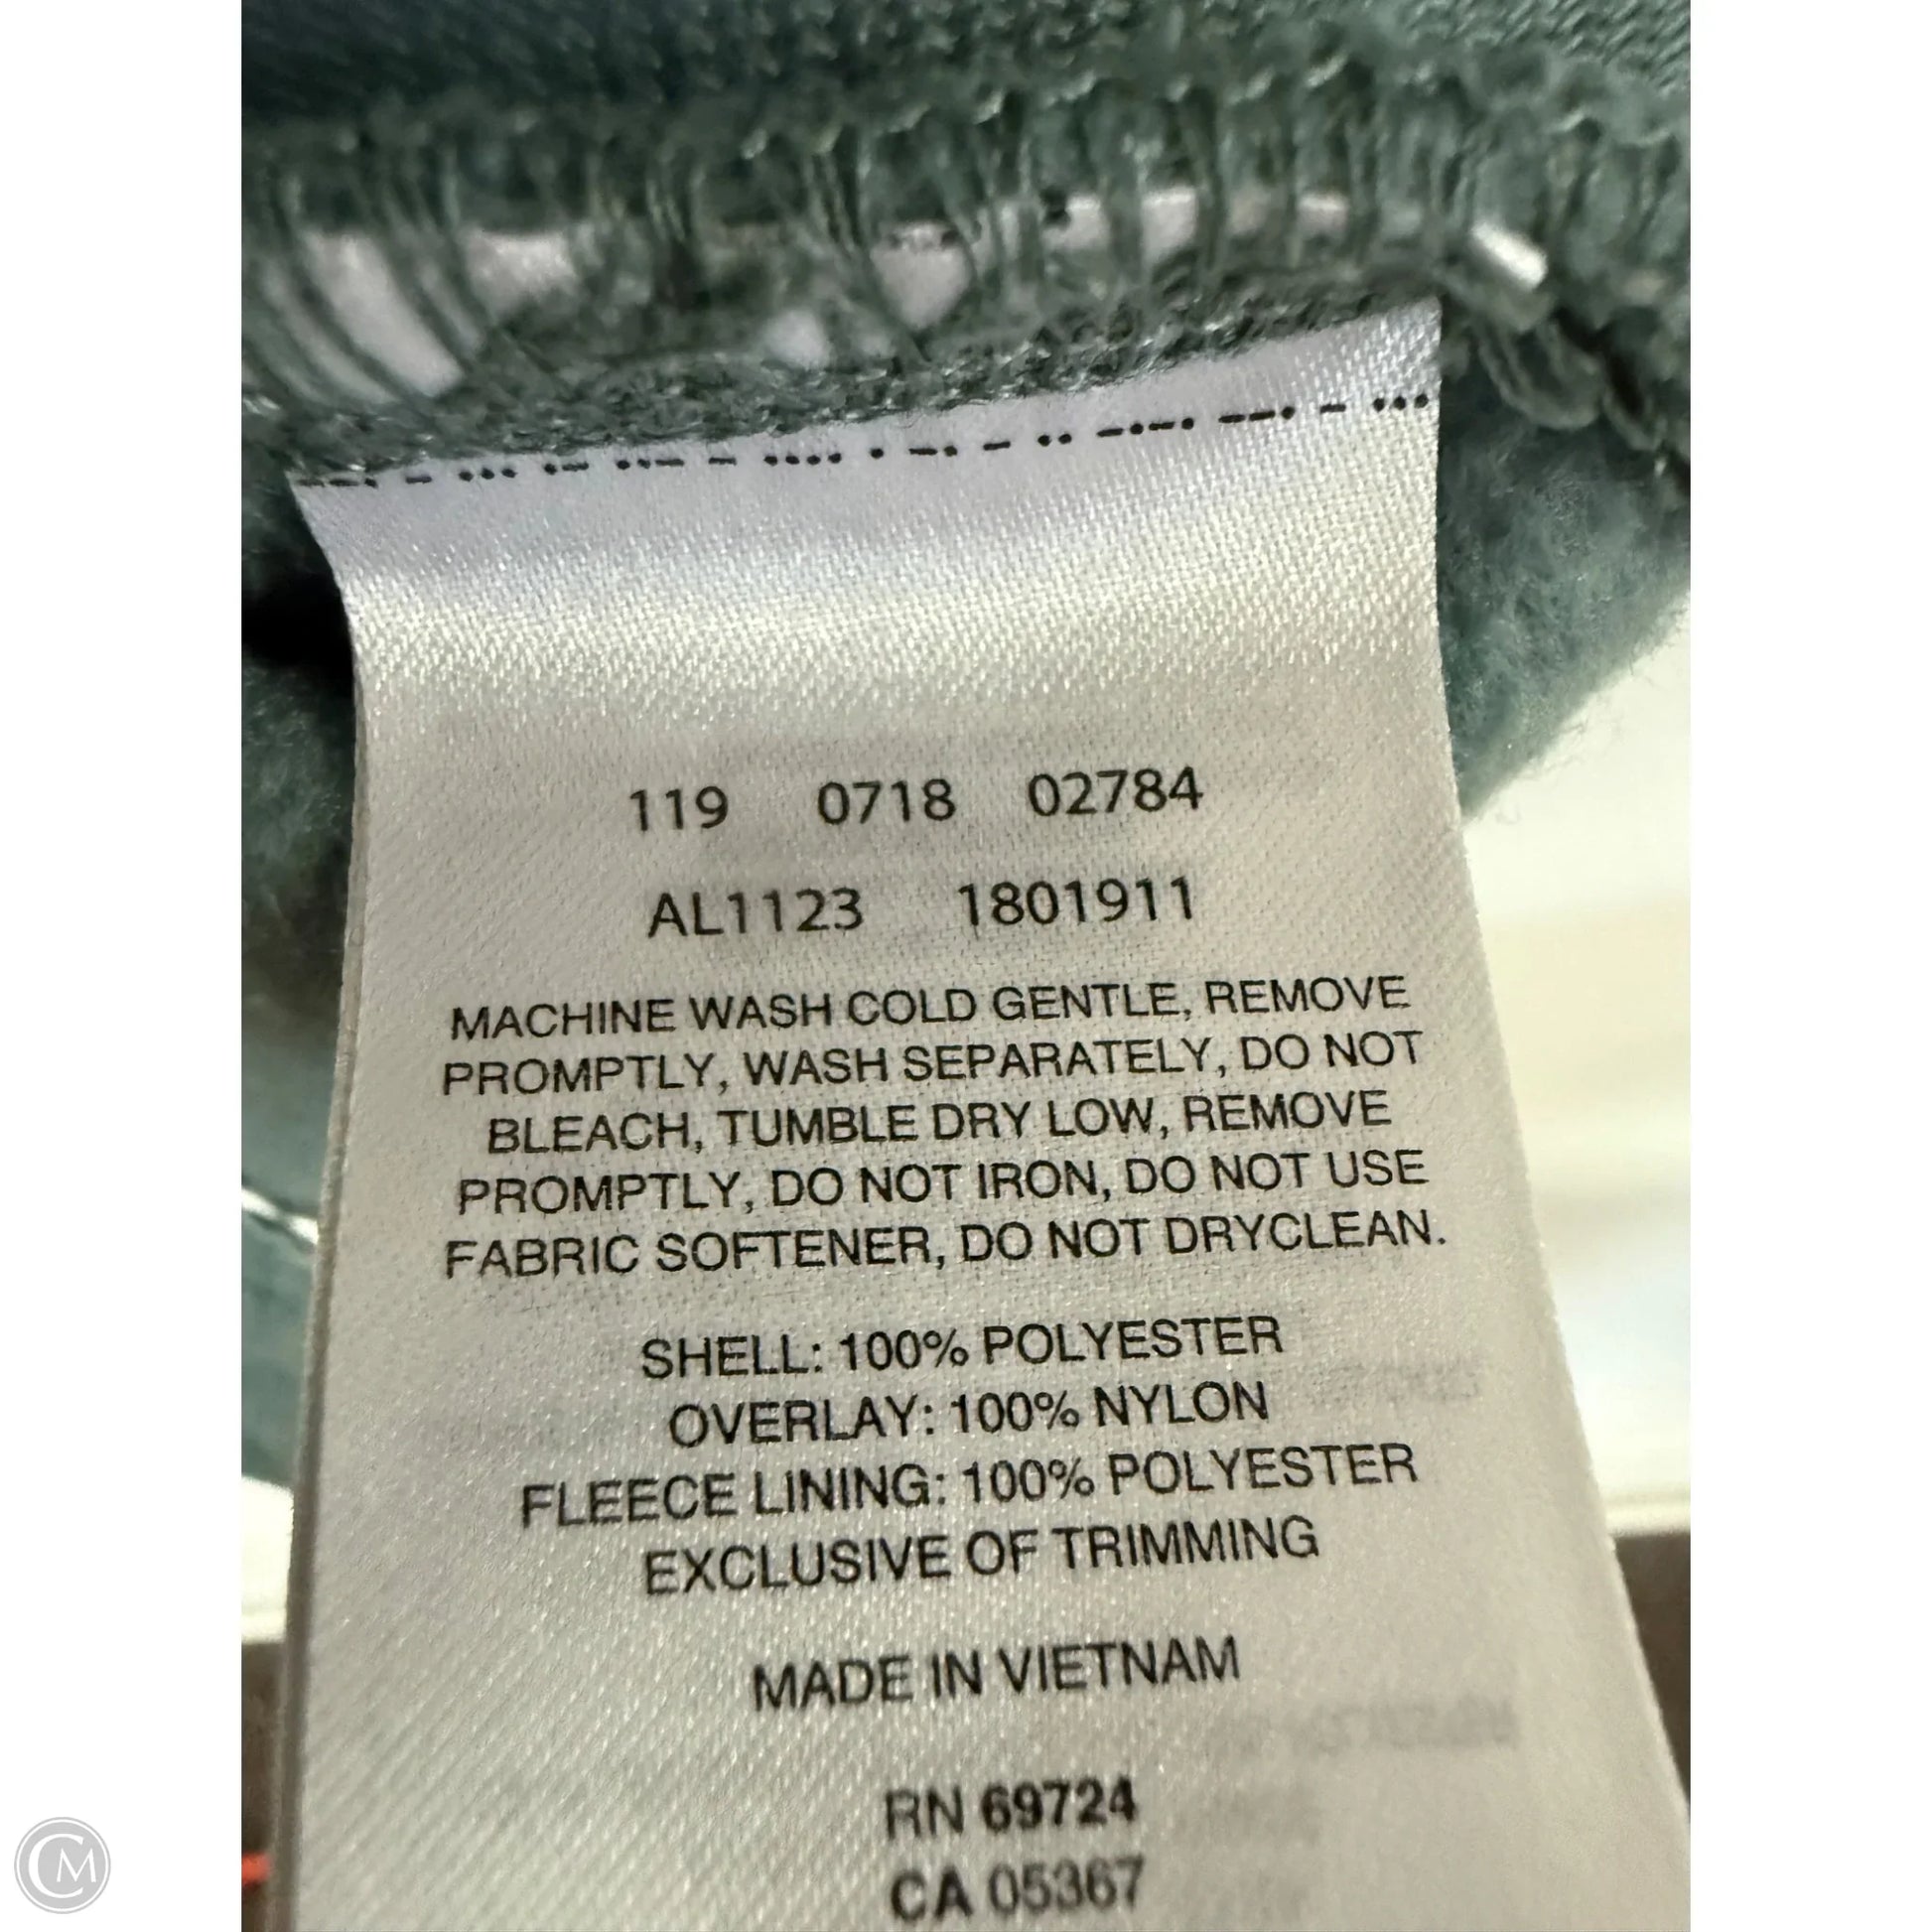 119 0718 02784
AL1123 1801911
MACHINE WASH COLD GENTLE, REMOVE
PROMPTLY, WASH SEPARATELY, DO NOT
BLEACH, TUMBLE DRY LOW, REMOVE
PROMPTLY, DO NOT IRON, DO NOT USE
FABRIC SOFTENER, DO NOT DRYCLEAN.
SHELL: 100% POLYESTER
OVERLAY: 100% NYLON
FLEECE LINING: 100% POLYESTER
EXCLUSIVE OF TRIMMING
MADE IN VIETNAM
RN 69724
CA 05367
CM